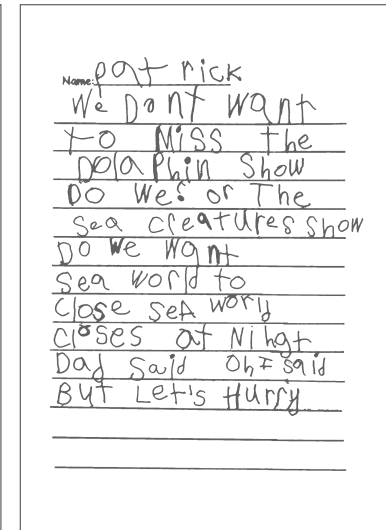 Name: Patrick
We Dont want
to Miss the
Dolaphin Show
Do We? or The
Sea creatures show
Do we want
Sea world to
close Sea world
closes at Nihgt
Dad Said Oh I said
But Let's Hurry